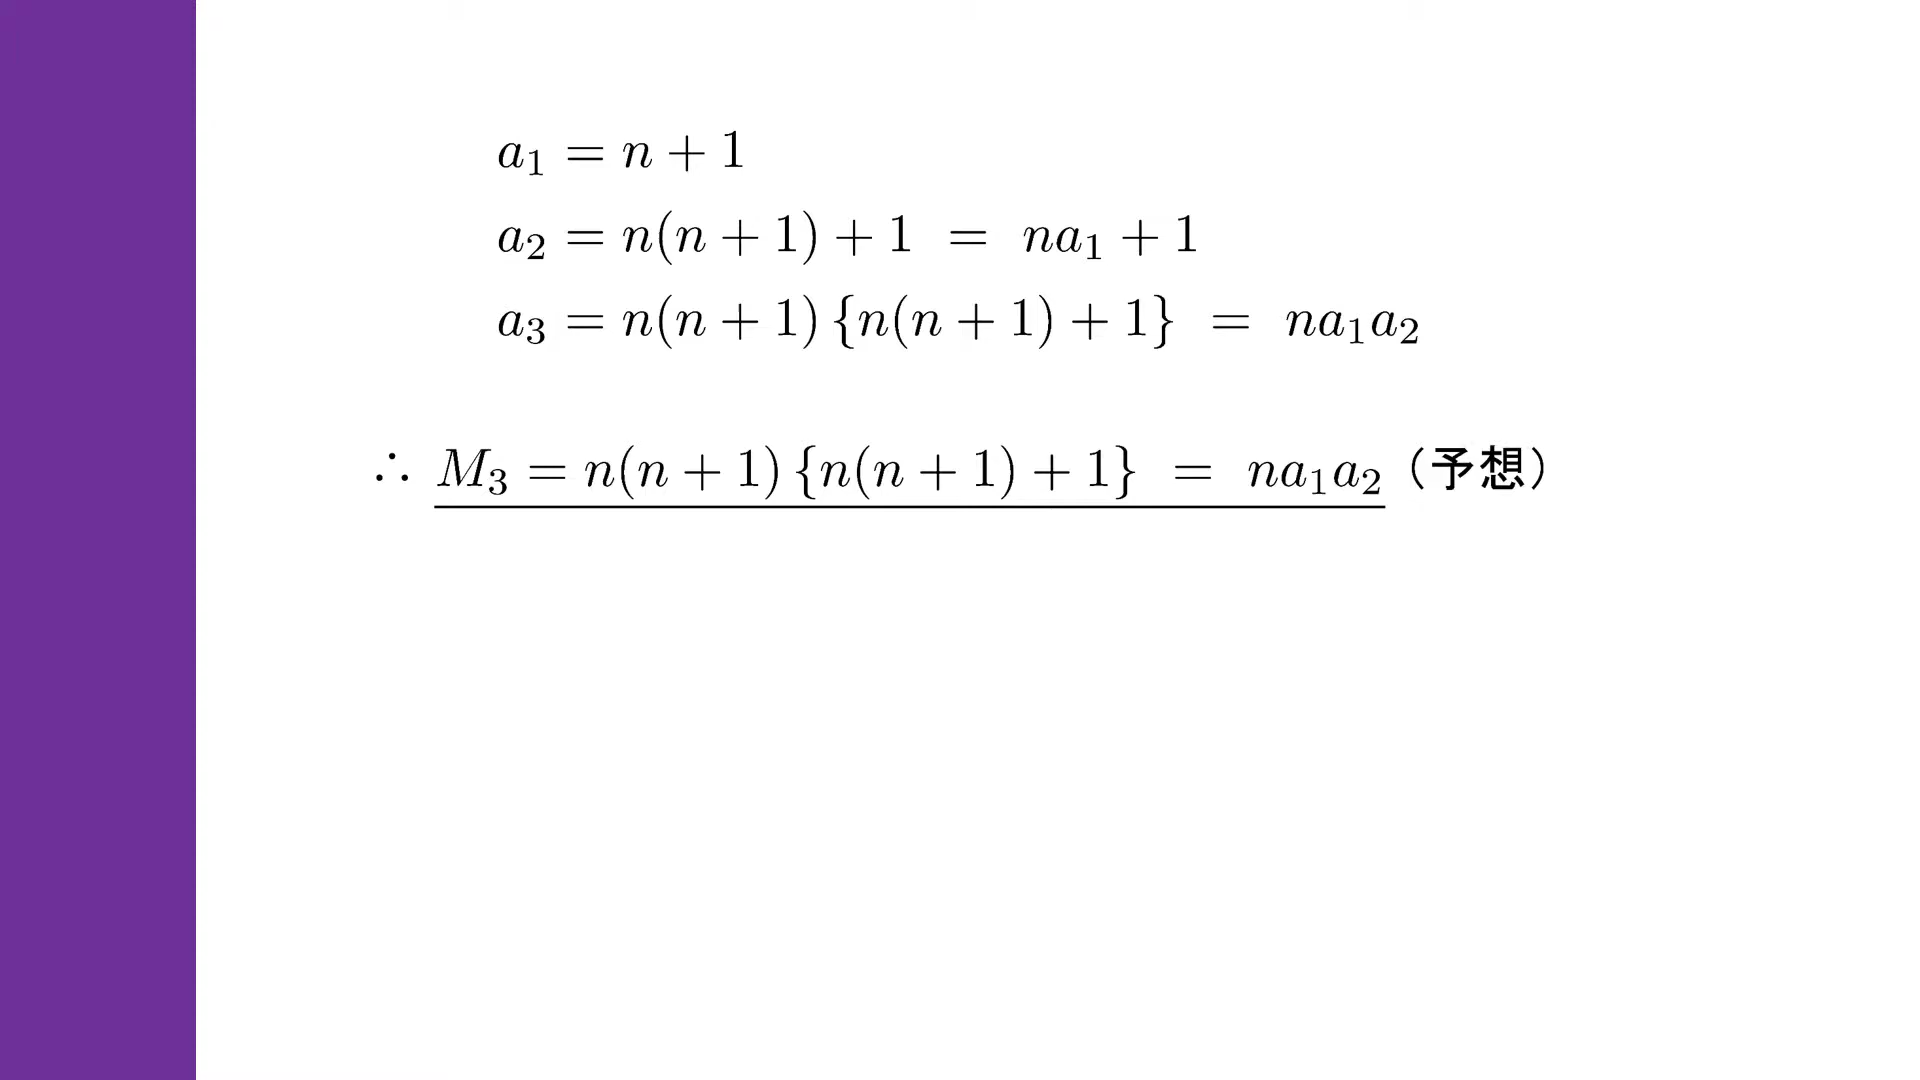 a₁ = n + 1
a₂ = n(n + 1) + 1 = na₁ + 1
a₃ = n(n + 1) {n(n + 1) + 1} = na₁a₂
∴ M₃ = n(n + 1) {n(n + 1) + 1} = na₁a₂（予想）